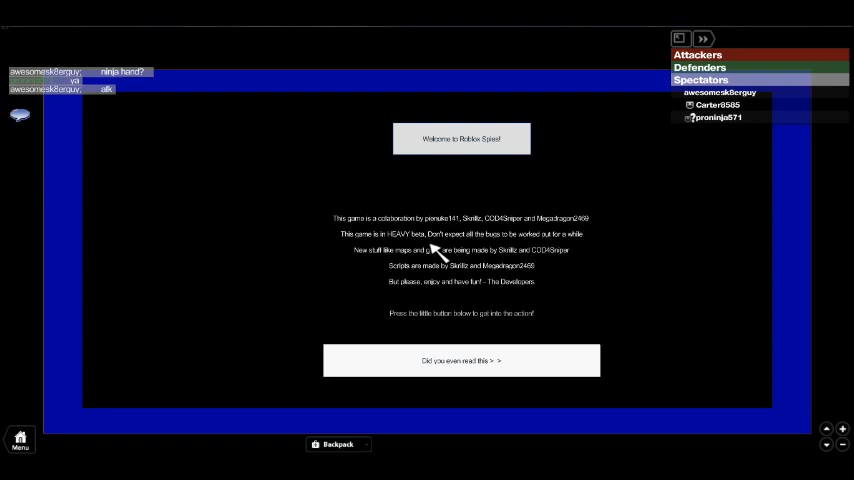 awesomesk8erguy; ninja hand?
ya
awesomesk8erguy; afk
Attackers
Defenders
Spectators
awesomesk8erguy
Carter8585
proninja571
Welcome to Roblox Spies!
This game is a colaboration by pienuke141, Skrillz, COD4Sniper and Megadragon2469
This game is in HEAVY beta, Don't expect all the bugs to be worked out for a while
New stuff like maps and are being made by Skrillz and COD4Sniper
Scripts are made by Skrillz and Megadragon2469
But please, enjoy and have fun! - The Developers
Press the little button below to get into the action!
Did you even read this > >
Menu
Backpack